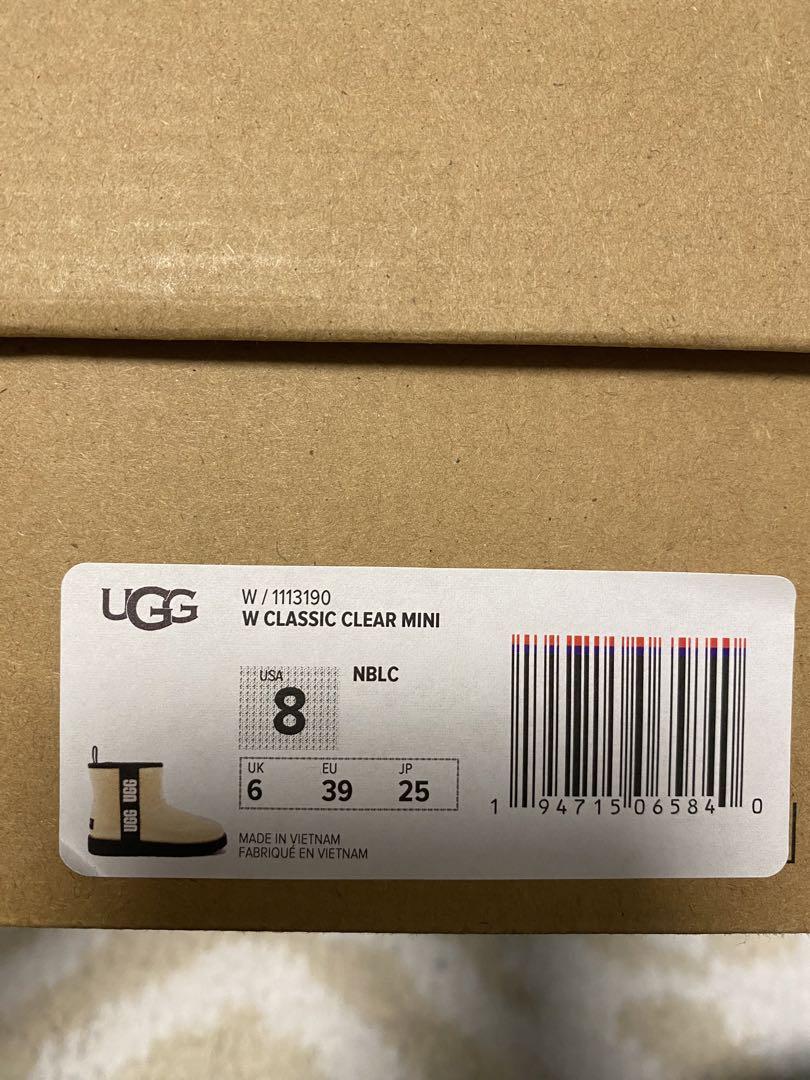 UGG
W / 1113190
W CLASSIC CLEAR MINI
USA
8
NBLC
UK EU JP
6 39 25
UGG UGG
MADE IN VIETNAM
FABRIQUÉ EN VIETNAM
1 94715 06584 0